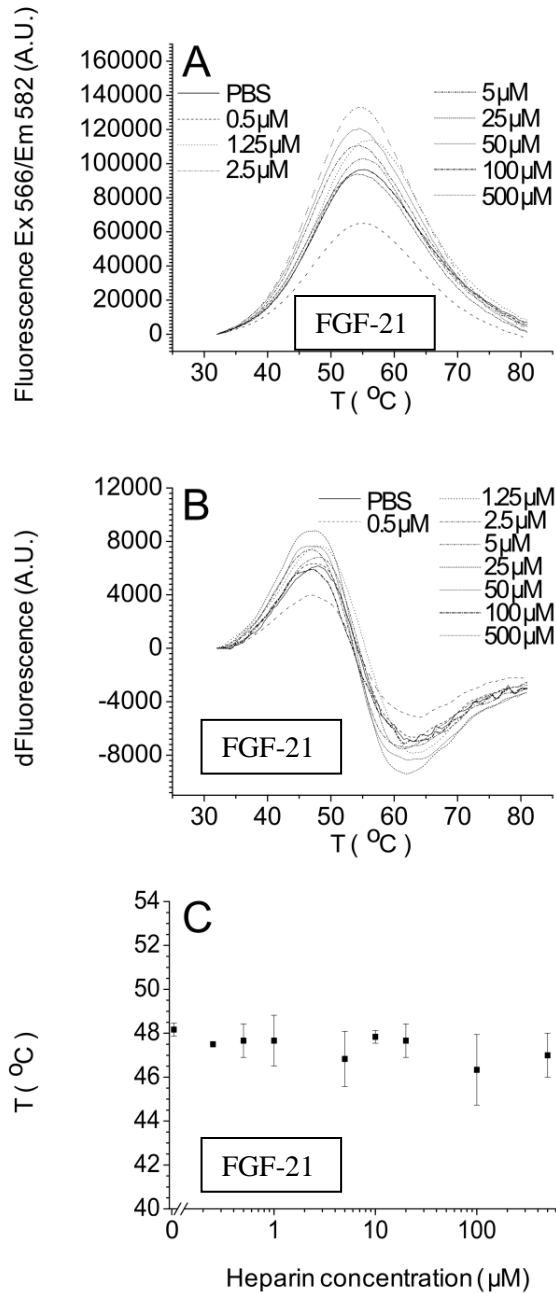 A
Fluorescence Ex 566/Em 582 (A.U.)
160000
140000
120000
100000
80000
60000
40000
20000
0
PBS
0.5µM
1.25µM
2.5µM
5µM
25µM
50µM
100µM
500µM
FGF-21
30 40 50 60 70 80
T ( °C)
B
dFluorescence (A.U.)
12000
8000
4000
0
-4000
-8000
PBS
0.5µM
1.25µM
2.5µM
5µM
25µM
50µM
100µM
500µM
FGF-21
30 40 50 60 70 80
T ( °C)
C
T ( °C)
54
52
50
48
46
44
42
40
FGF-21
0 1 10 100
Heparin concentration (µM)